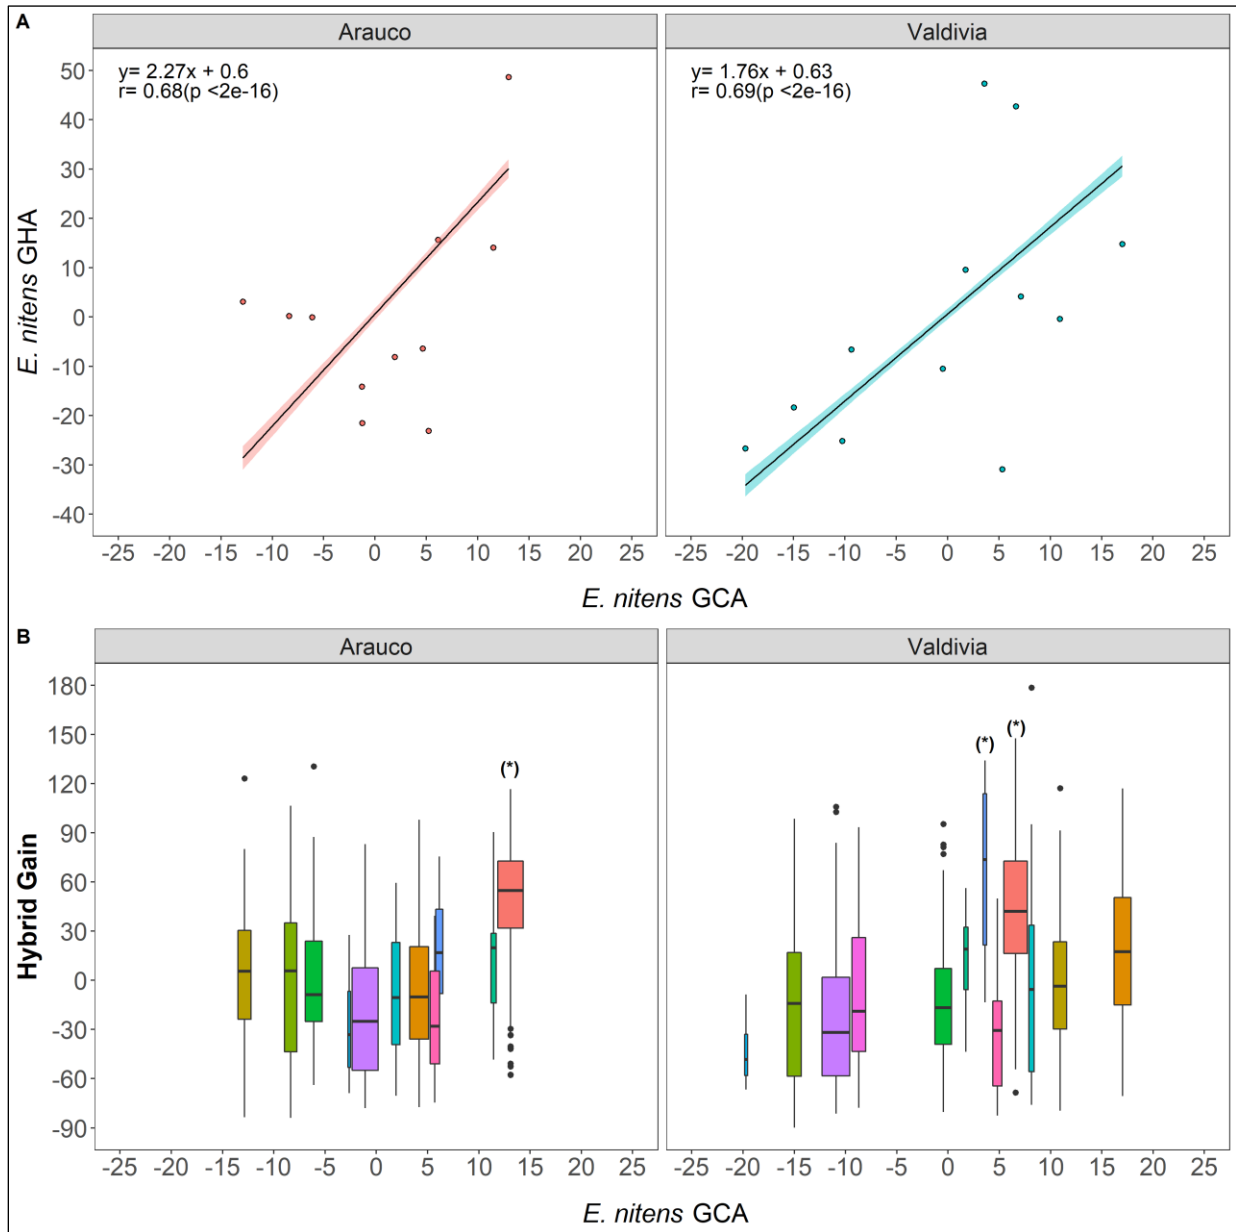 A
Arauco
Valdivia
y= 2.27x + 0.6
r= 0.68(p <2e-16)
y= 1.76x + 0.63
r= 0.69(p <2e-16)
E. nitens GHA
50
40
30
20
10
0
-10
-20
-30
-40
-25 -20 -15 -10 -5 0 5 10 15 20 25
-25 -20 -15 -10 -5 0 5 10 15 20 25
E. nitens GCA
B
Arauco
Valdivia
Hybrid Gain
180
150
120
90
60
30
0
-30
-60
-90
(*)
(*)
(*)
-25 -20 -15 -10 -5 0 5 10 15 20 25
-25 -20 -15 -10 -5 0 5 10 15 20 25
E. nitens GCA